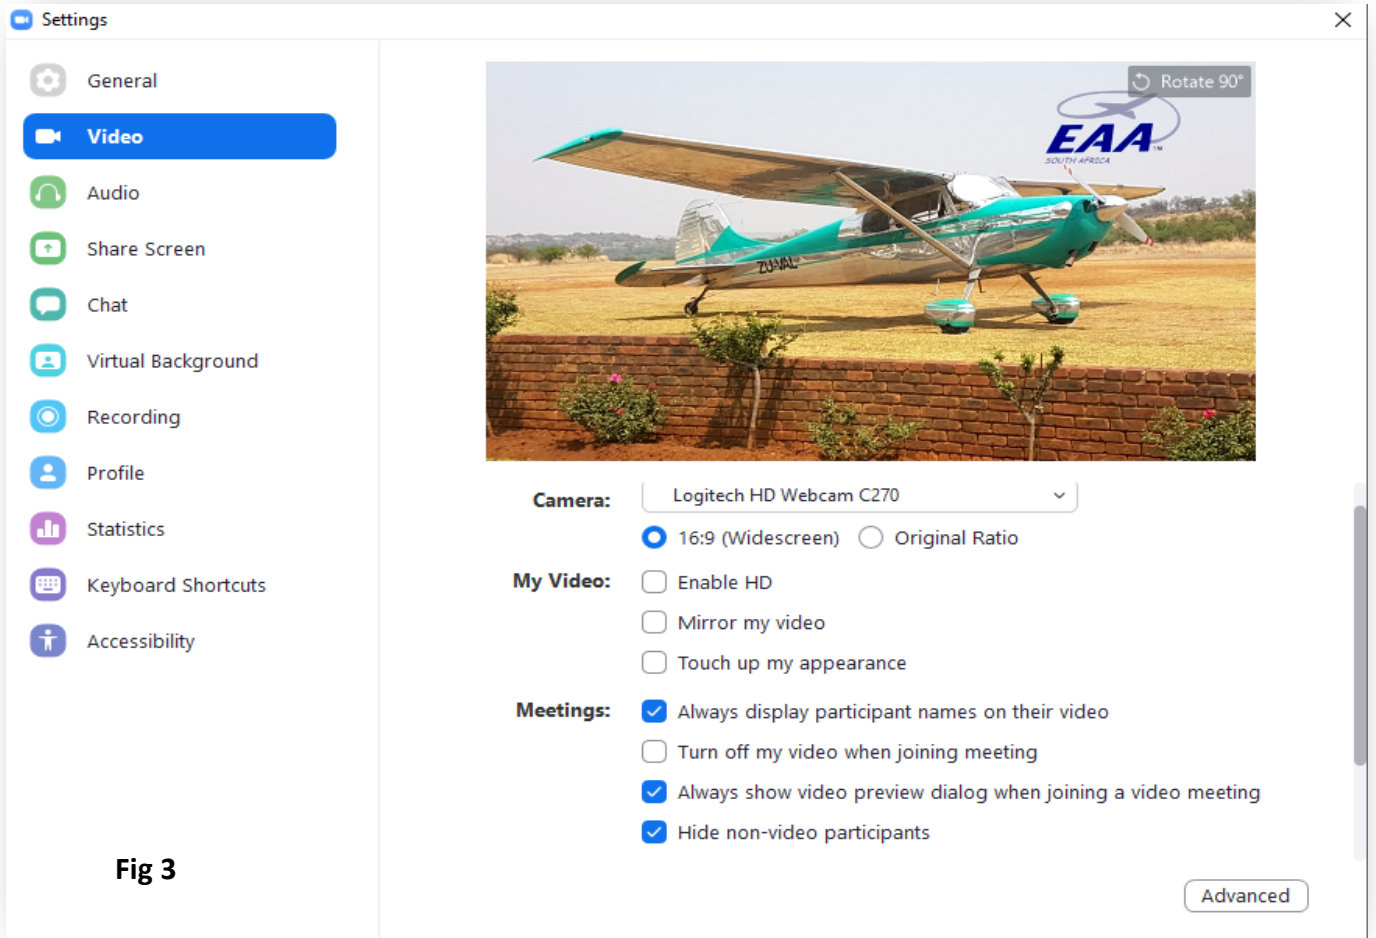 Settings
General
Video
Audio
Share Screen
Chat
Virtual Background
Recording
Profile
Statistics
Keyboard Shortcuts
Accessibility
Fig 3
Rotate 90°
EAA™
SOUTH AFRICA
ZU-VAL
Camera: Logitech HD Webcam C270
16:9 (Widescreen) Original Ratio
My Video: Enable HD
Mirror my video
Touch up my appearance
Meetings: Always display participant names on their video
Turn off my video when joining meeting
Always show video preview dialog when joining a video meeting
Hide non-video participants
Advanced